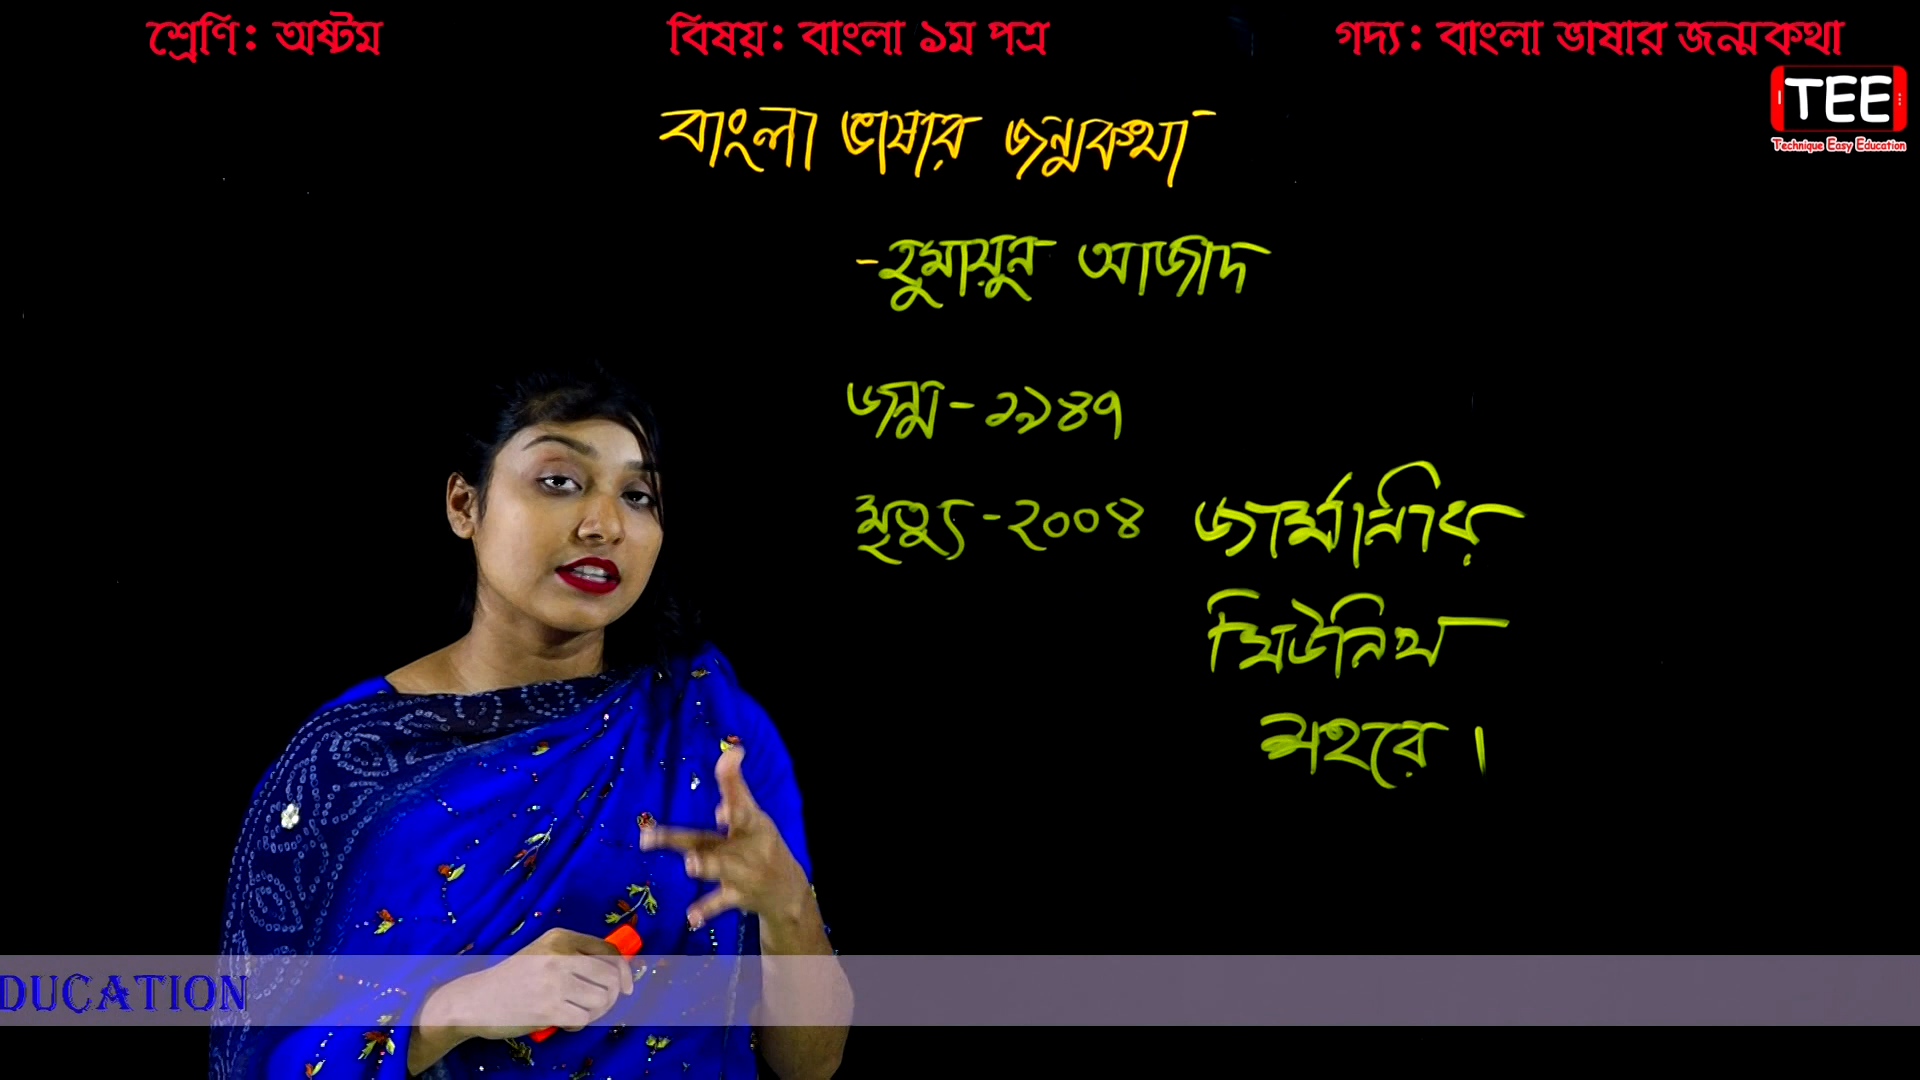 শ্রেণি: অষ্টম বিষয়: বাংলা ১ম পত্র গদ্য: বাংলা ভাষার জন্মকথা
TEE
Technique Easy Education
বাংলা ভাষার জন্মকথা
-হুমায়ুন আজাদ
জন্ম-১৯৪৭
মৃত্যু-২০০৪ জার্মানির
মিউনিখ
শহরে।
DUCATION